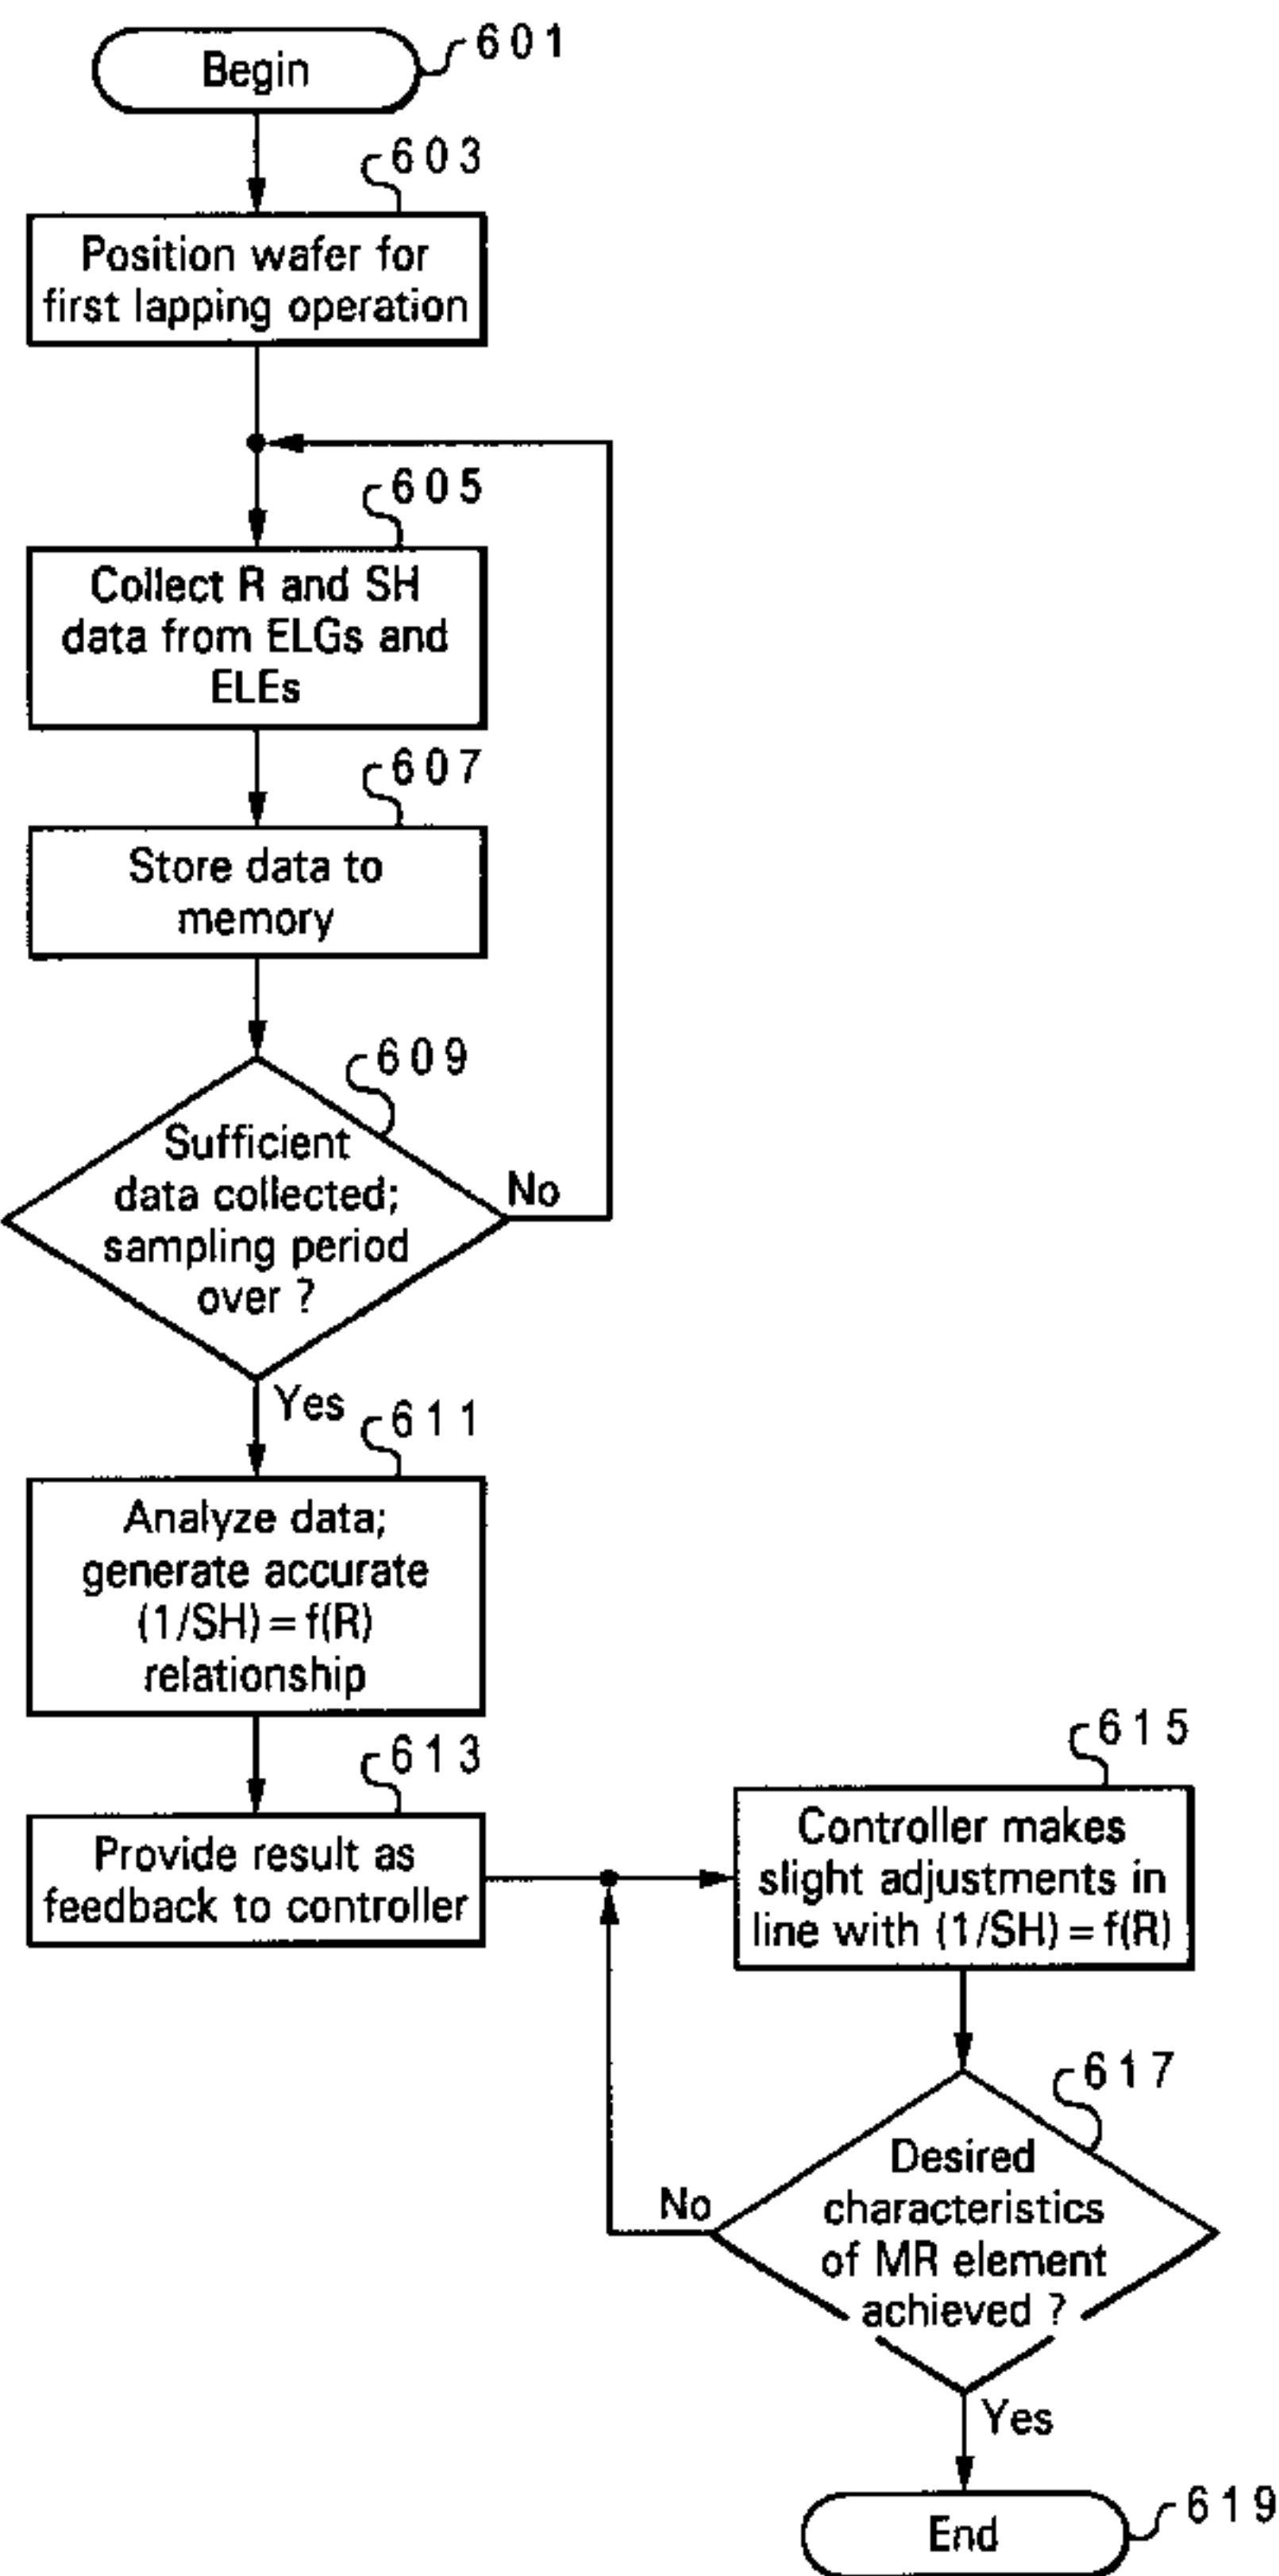 Begin
601
603
Position wafer for
first lapping operation
605
Collect R and SH
data from ELGs and
ELEs
607
Store data to
memory
609
Sufficient
data collected;
sampling period
over ?
No
Yes
611
Analyze data;
generate accurate
(1/SH) = f(R)
relationship
613
Provide result as
feedback to controller
615
Controller makes
slight adjustments in
line with (1/SH) = f(R)
617
Desired
characteristics
of MR element
achieved ?
No
Yes
End
619